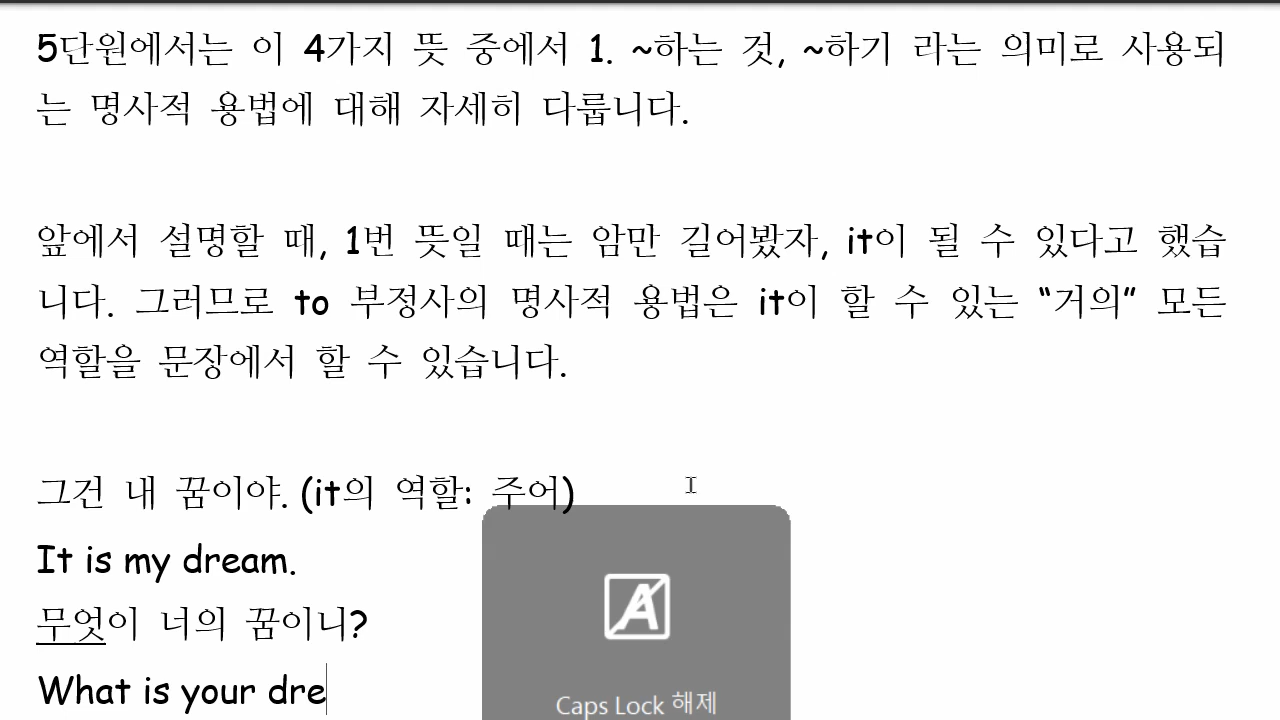 5단원에서는 이 4가지 뜻 중에서 1. ~하는 것, ~하기 라는 의미로 사용되
는 명사적 용법에 대해 자세히 다룹니다.
앞에서 설명할 때, 1번 뜻일 때는 암만 길어봤자, it이 될 수 있다고 했습
니다. 그러므로 to 부정사의 명사적 용법은 it이 할 수 있는 “거의” 모든
역할을 문장에서 할 수 있습니다.
그건 내 꿈이야. (it의 역할: 주어)
It is my dream.
무엇이 너의 꿈이니?
What is your dre
Caps Lock 해제